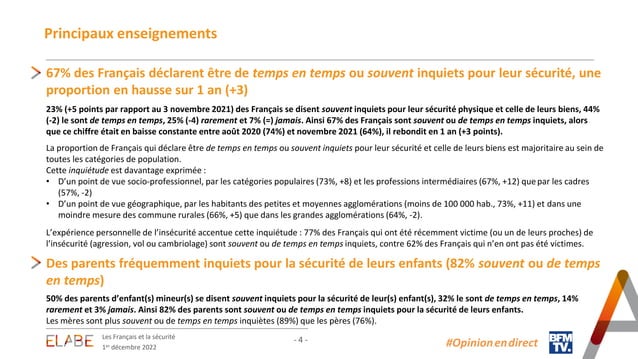 Principaux enseignements
67% des Français déclarent être de temps en temps ou souvent inquiets pour leur sécurité, une
proportion en hausse sur 1 an (+3)
23% (+5 points par rapport au 3 novembre 2021) des Français se disent souvent inquiets pour leur sécurité physique et celle de leurs biens, 44%
(-2) le sont de temps en temps, 25% (-4) rarement et 7% (=) jamais. Ainsi 67% des Français sont souvent ou de temps en temps inquiets, alors
que ce chiffre était en baisse constante entre août 2020 (74%) et novembre 2021 (64%), il rebondit en 1 an (+3 points).
La proportion de Français qui déclare être de temps en temps ou souvent inquiets pour leur sécurité et celle de leurs biens est majoritaire au sein de
toutes les catégories de population.
Cette inquiétude est davantage exprimée :
• D'un point de vue socio-professionnel, par les catégories populaires (73%, +8) et les professions intermédiaires (67%, +12) que par les cadres
(57%, -2)
• D'un point de vue géographique, par les habitants des petites et moyennes agglomérations (moins de 100 000 hab., 73%, +11) et dans une
moindre mesure des commune rurales (66%, +5) que dans les grandes agglomérations (64%, -2).
L'expérience personnelle de l'insécurité accentue cette inquiétude : 77% des Français qui ont été récemment victime (ou un de leurs proches) de
l'insécurité (agression, vol ou cambriolage) sont souvent ou de temps en temps inquiets, contre 62% des Français qui n'en ont pas été victimes.
Des parents fréquemment inquiets pour la sécurité de leurs enfants (82% souvent ou de temps
en temps)
50% des parents d'enfant(s) mineur(s) se disent souvent inquiets pour la sécurité de leur(s) enfant(s), 32% le sont de temps en temps, 14%
rarement et 3% jamais. Ainsi 82% des parents sont souvent ou de temps en temps inquiets pour la sécurité de leurs enfants.
Les mères sont plus souvent ou de temps en temps inquiètes (89%) que les pères (76%).
ELABE
Les Français et la sécurité
1er décembre 2022
- 4 -
#Opinion en direct
BFM
TV.